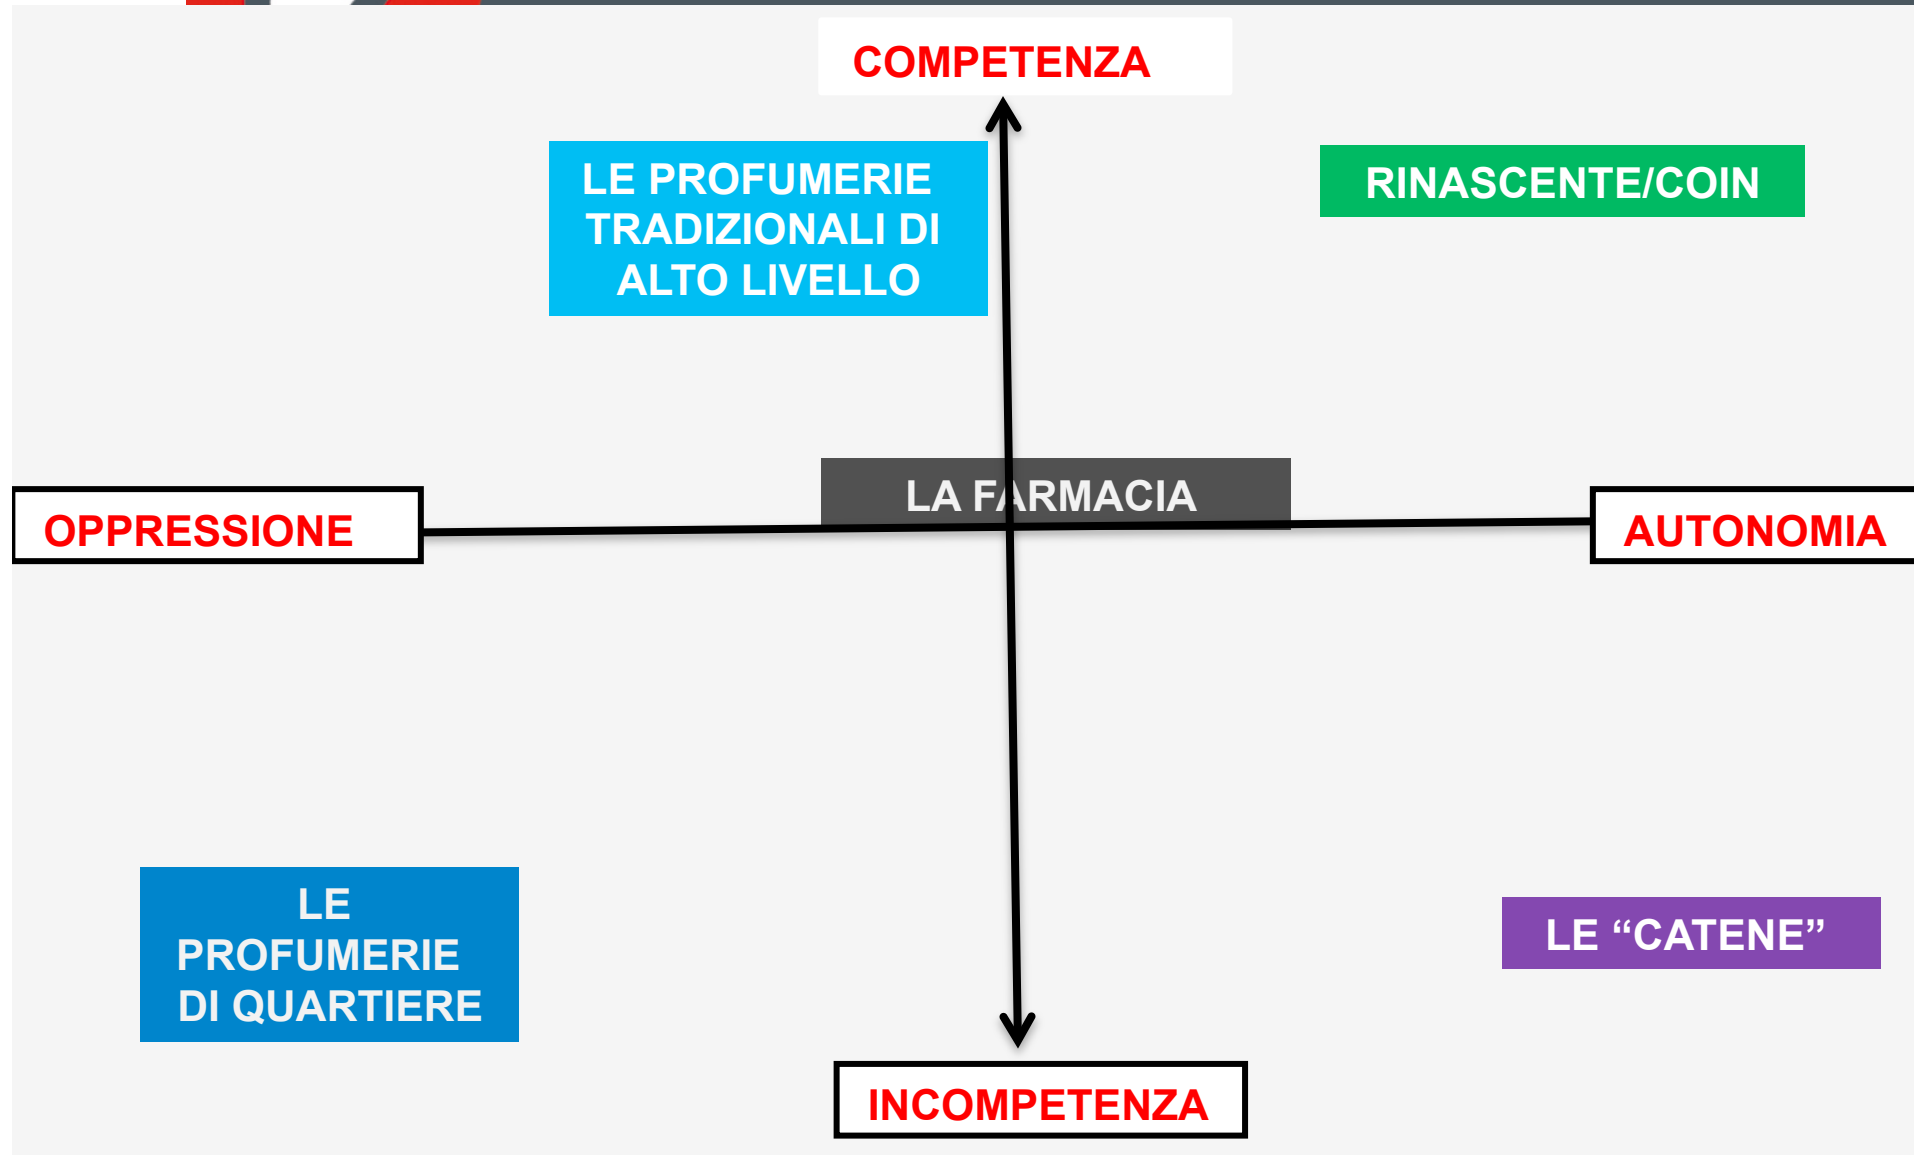 COMPETENZA
LE PROFUMERIE
TRADIZIONALI DI
ALTO LIVELLO
RINASCENTE/COIN
LA FARMACIA
OPPRESSIONE
AUTONOMIA
LE
PROFUMERIE
DI QUARTIERE
LE “CATENE”
INCOMPETENZA